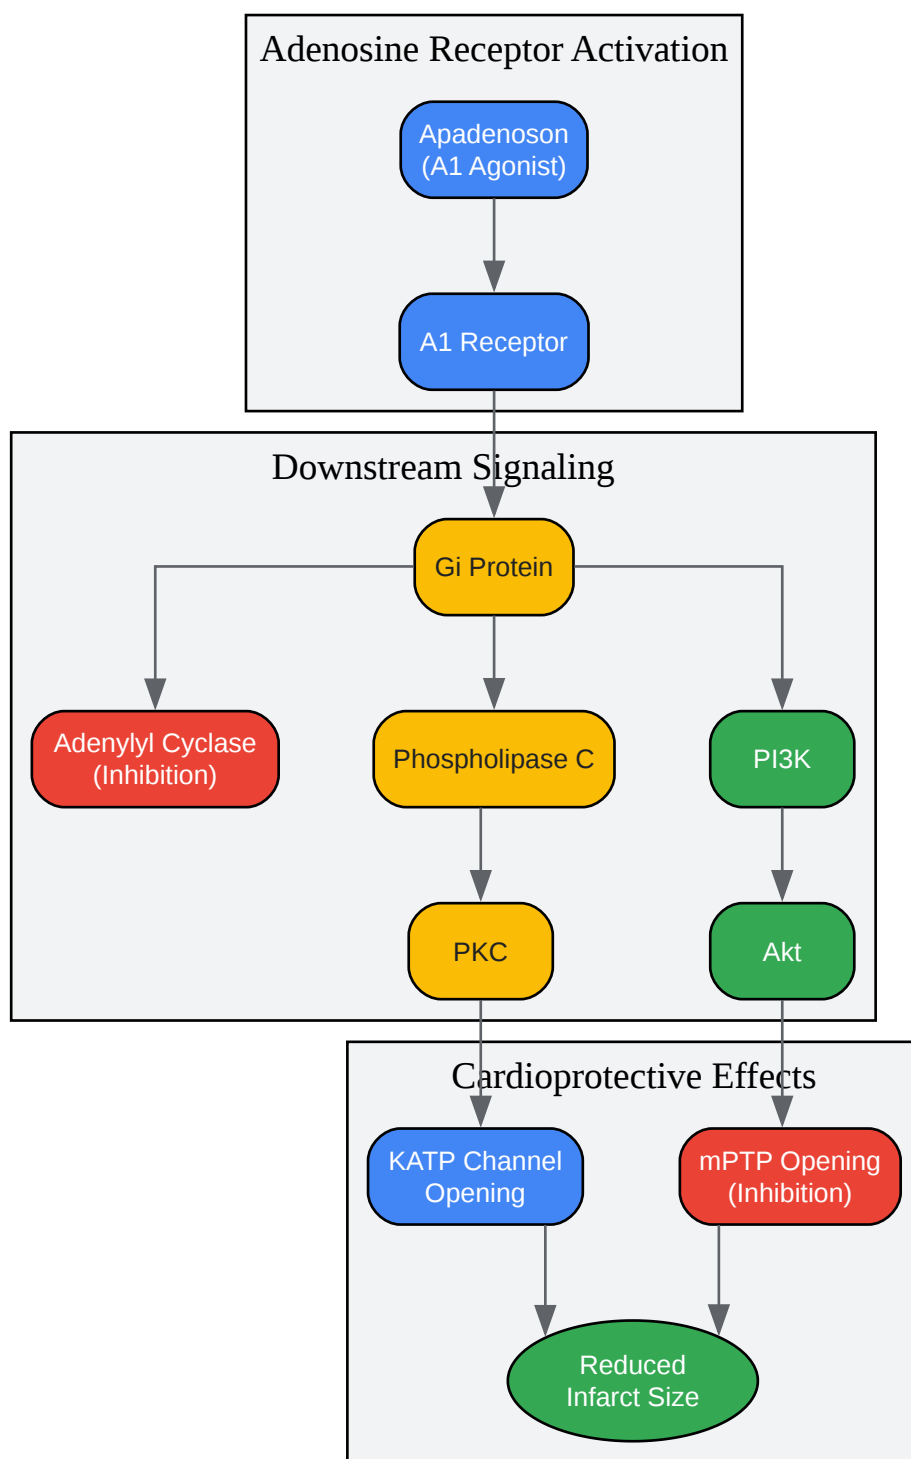 Adenosine Receptor Activation
Apadenoson
(A1 Agonist)
A1 Receptor
Downstream Signaling
Gi Protein
Adenylyl Cyclase
(Inhibition)
Phospholipase C
PI3K
PKC
Akt
Cardioprotective Effects
KATP Channel
Opening
mPTP Opening
(Inhibition)
Reduced
Infarct Size